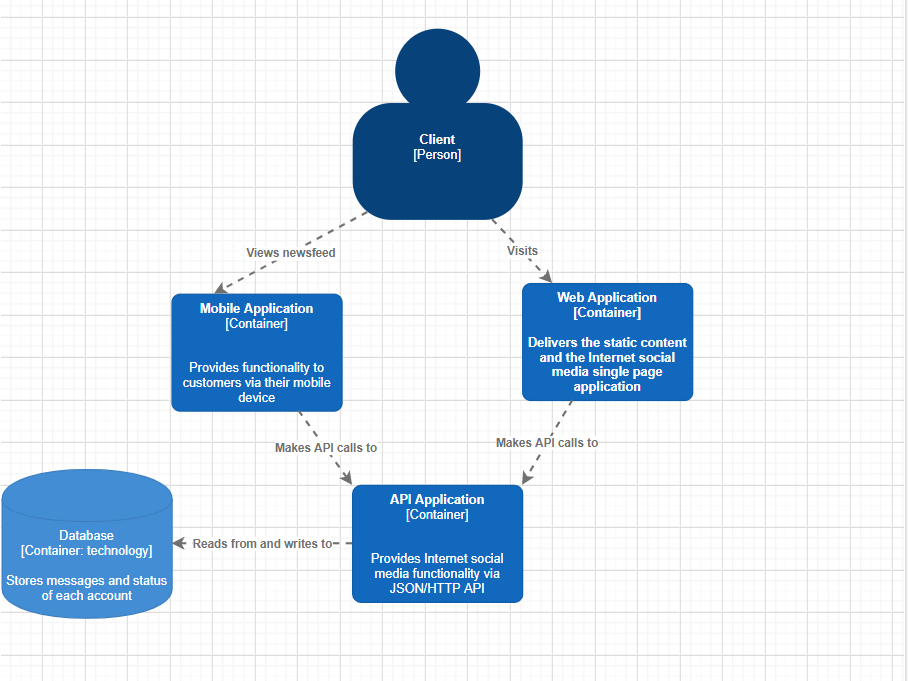 Client
[Person]
Views newsfeed
Visits
Mobile Application
[Container]
Provides functionality to
customers via their mobile
device
Web Application
[Container]
Delivers the static content
and the Internet social
media single page
application
Makes API calls to
Makes API calls to
API Application
[Container]
Provides Internet social
media functionality via
JSON/HTTP API
Reads from and writes to
Database
[Container: technology]
Stores messages and status
of each account